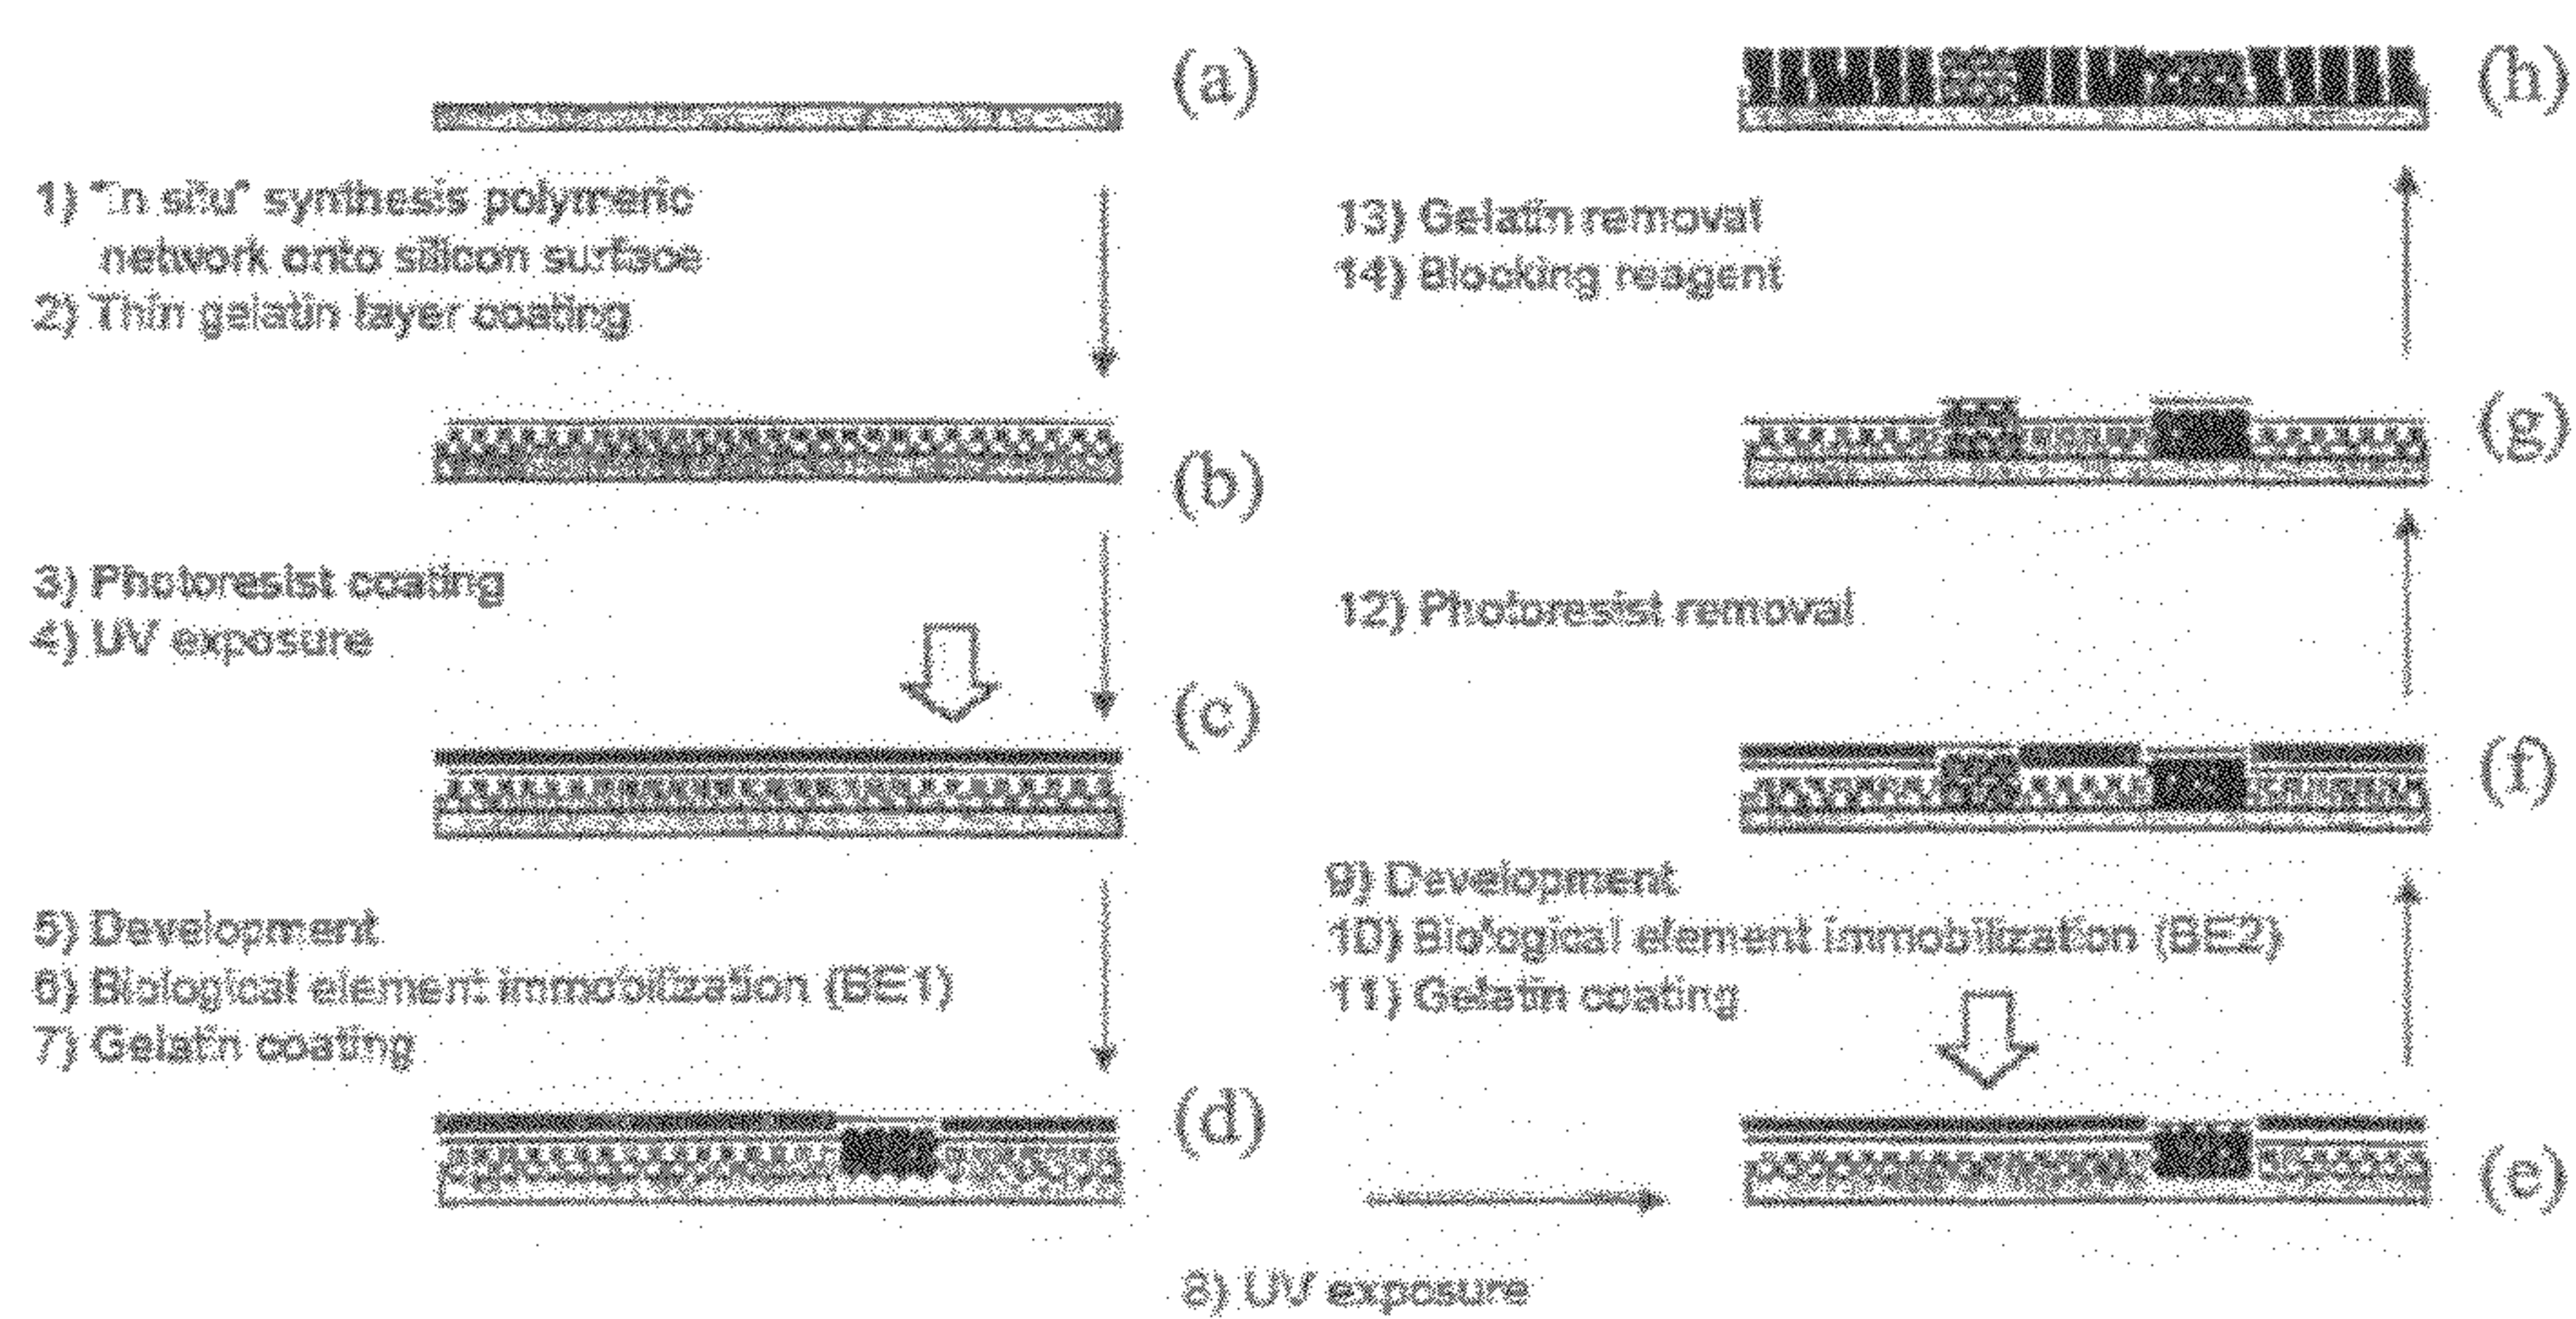 (a)
1) "In situ" synthesis polymeric
network onto silicon surface
2) Thin gelatin layer coating
(b)
3) Photoresist coating
4) UV exposure
(c)
5) Development
6) Biological element immobilization (BE1)
7) Gelatin coating
(d)
8) UV exposure
(e)
9) Development
10) Biological element immobilization (BE2)
11) Gelatin coating
(f)
12) Photoresist removal
(g)
13) Gelatin removal
14) Blocking reagent
(h)